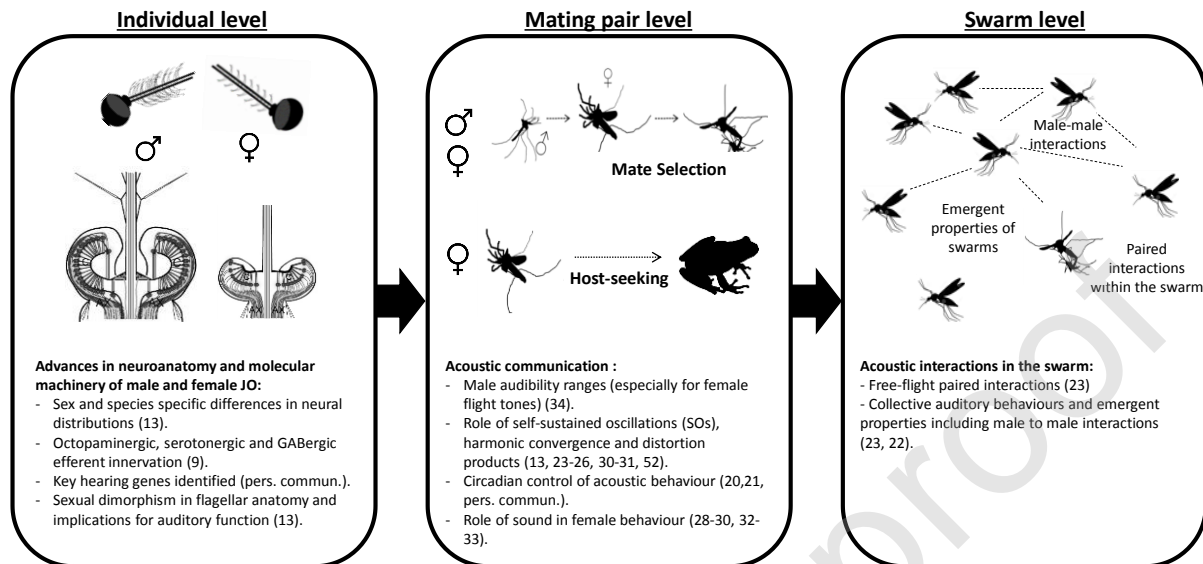 Individual level
♂
♀
Advances in neuroanatomy and molecular
machinery of male and female JO:
- Sex and species specific differences in neural
distributions (13).
- Octopaminergic, serotonergic and GABergic
efferent innervation (9).
- Key hearing genes identified (pers. commun.).
- Sexual dimorphism in flagellar anatomy and
implications for auditory function (13).
Mating pair level
♀
♂
♂
♀
Mate Selection
♀
Host-seeking
Acoustic communication :
- Male audibility ranges (especially for female
flight tones) (34).
- Role of self-sustained oscillations (SOs),
harmonic convergence and distortion
products (13, 23-26, 30-31, 52).
- Circadian control of acoustic behaviour (20,21,
pers. commun.).
- Role of sound in female behaviour (28-30, 32-
33).
Swarm level
Male-male
interactions
Emergent
properties of
swarms
Paired
interactions
within the swarm
Acoustic interactions in the swarm:
- Free-flight paired interactions (23)
- Collective auditory behaviours and emergent
properties including male to male interactions
(23, 22).
proof